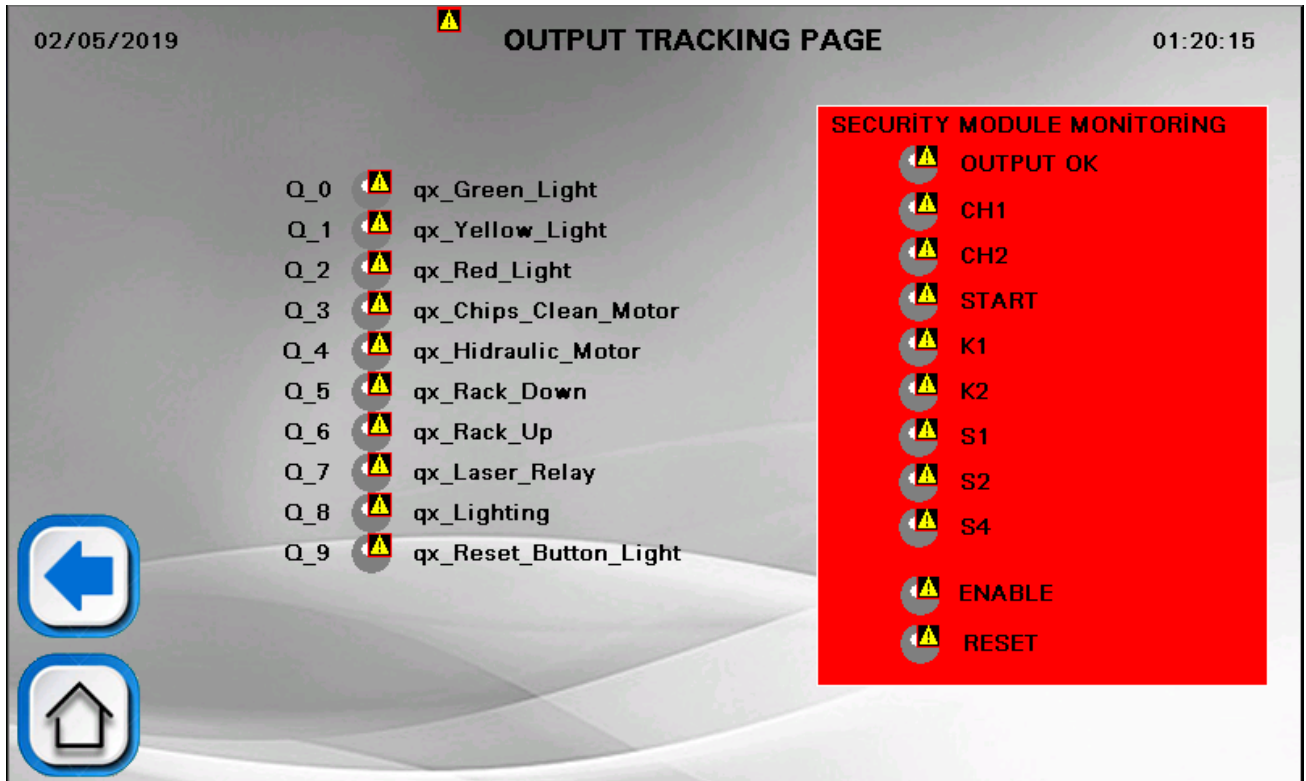 02/05/2019
OUTPUT TRACKING PAGE
01:20:15
Q_0 qx_Green_Light
Q_1 qx_Yellow_Light
Q_2 qx_Red_Light
Q_3 qx_Chips_Clean_Motor
Q_4 qx_Hidraulic_Motor
Q_5 qx_Rack_Down
Q_6 qx_Rack_Up
Q_7 qx_Laser_Relay
Q_8 qx_Lighting
Q_9 qx_Reset_Button_Light
SECURİTY MODULE MONİTORİNG
OUTPUT OK
CH1
CH2
START
K1
K2
S1
S2
S4
ENABLE
RESET